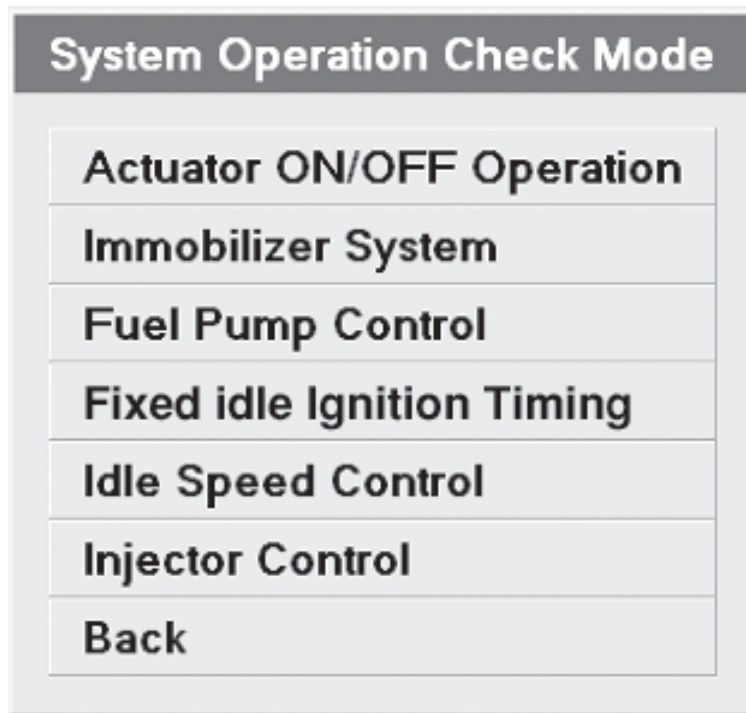 System Operation Check Mode
Actuator ON/OFF Operation
Immobilizer System
Fuel Pump Control
Fixed idle Ignition Timing
Idle Speed Control
Injector Control
Back